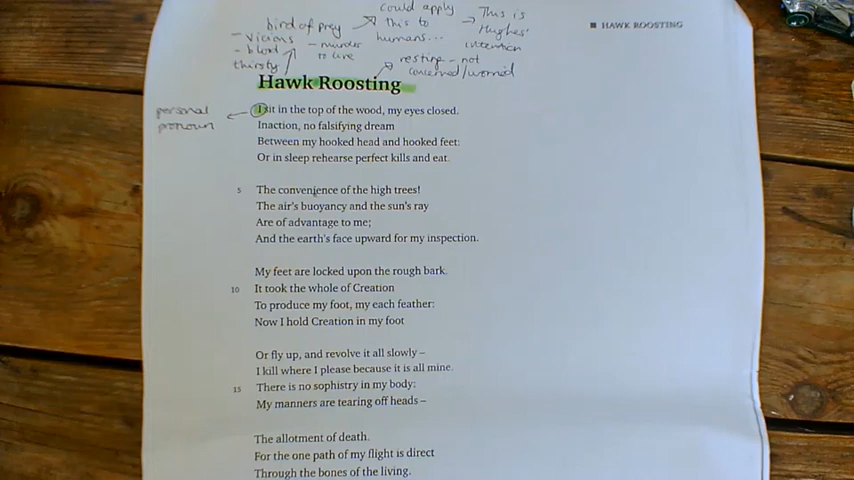 could apply
bird of prey
this to
This is
■ HAWK ROOSTING
- vicious
humans...
Hughes'
- blood
- murder
intention
thirsty
to live
resting - not
concerned/worried
Hawk Roosting
personal
pronoun
I sit in the top of the wood, my eyes closed.
Inaction, no falsifying dream
Between my hooked head and hooked feet:
Or in sleep rehearse perfect kills and eat.
5 The convenience of the high trees!
The air's buoyancy and the sun's ray
Are of advantage to me;
And the earth's face upward for my inspection.
My feet are locked upon the rough bark.
10 It took the whole of Creation
To produce my foot, my each feather:
Now I hold Creation in my foot
Or fly up, and revolve it all slowly –
I kill where I please because it is all mine.
15 There is no sophistry in my body:
My manners are tearing off heads –
The allotment of death.
For the one path of my flight is direct
Through the bones of the living.